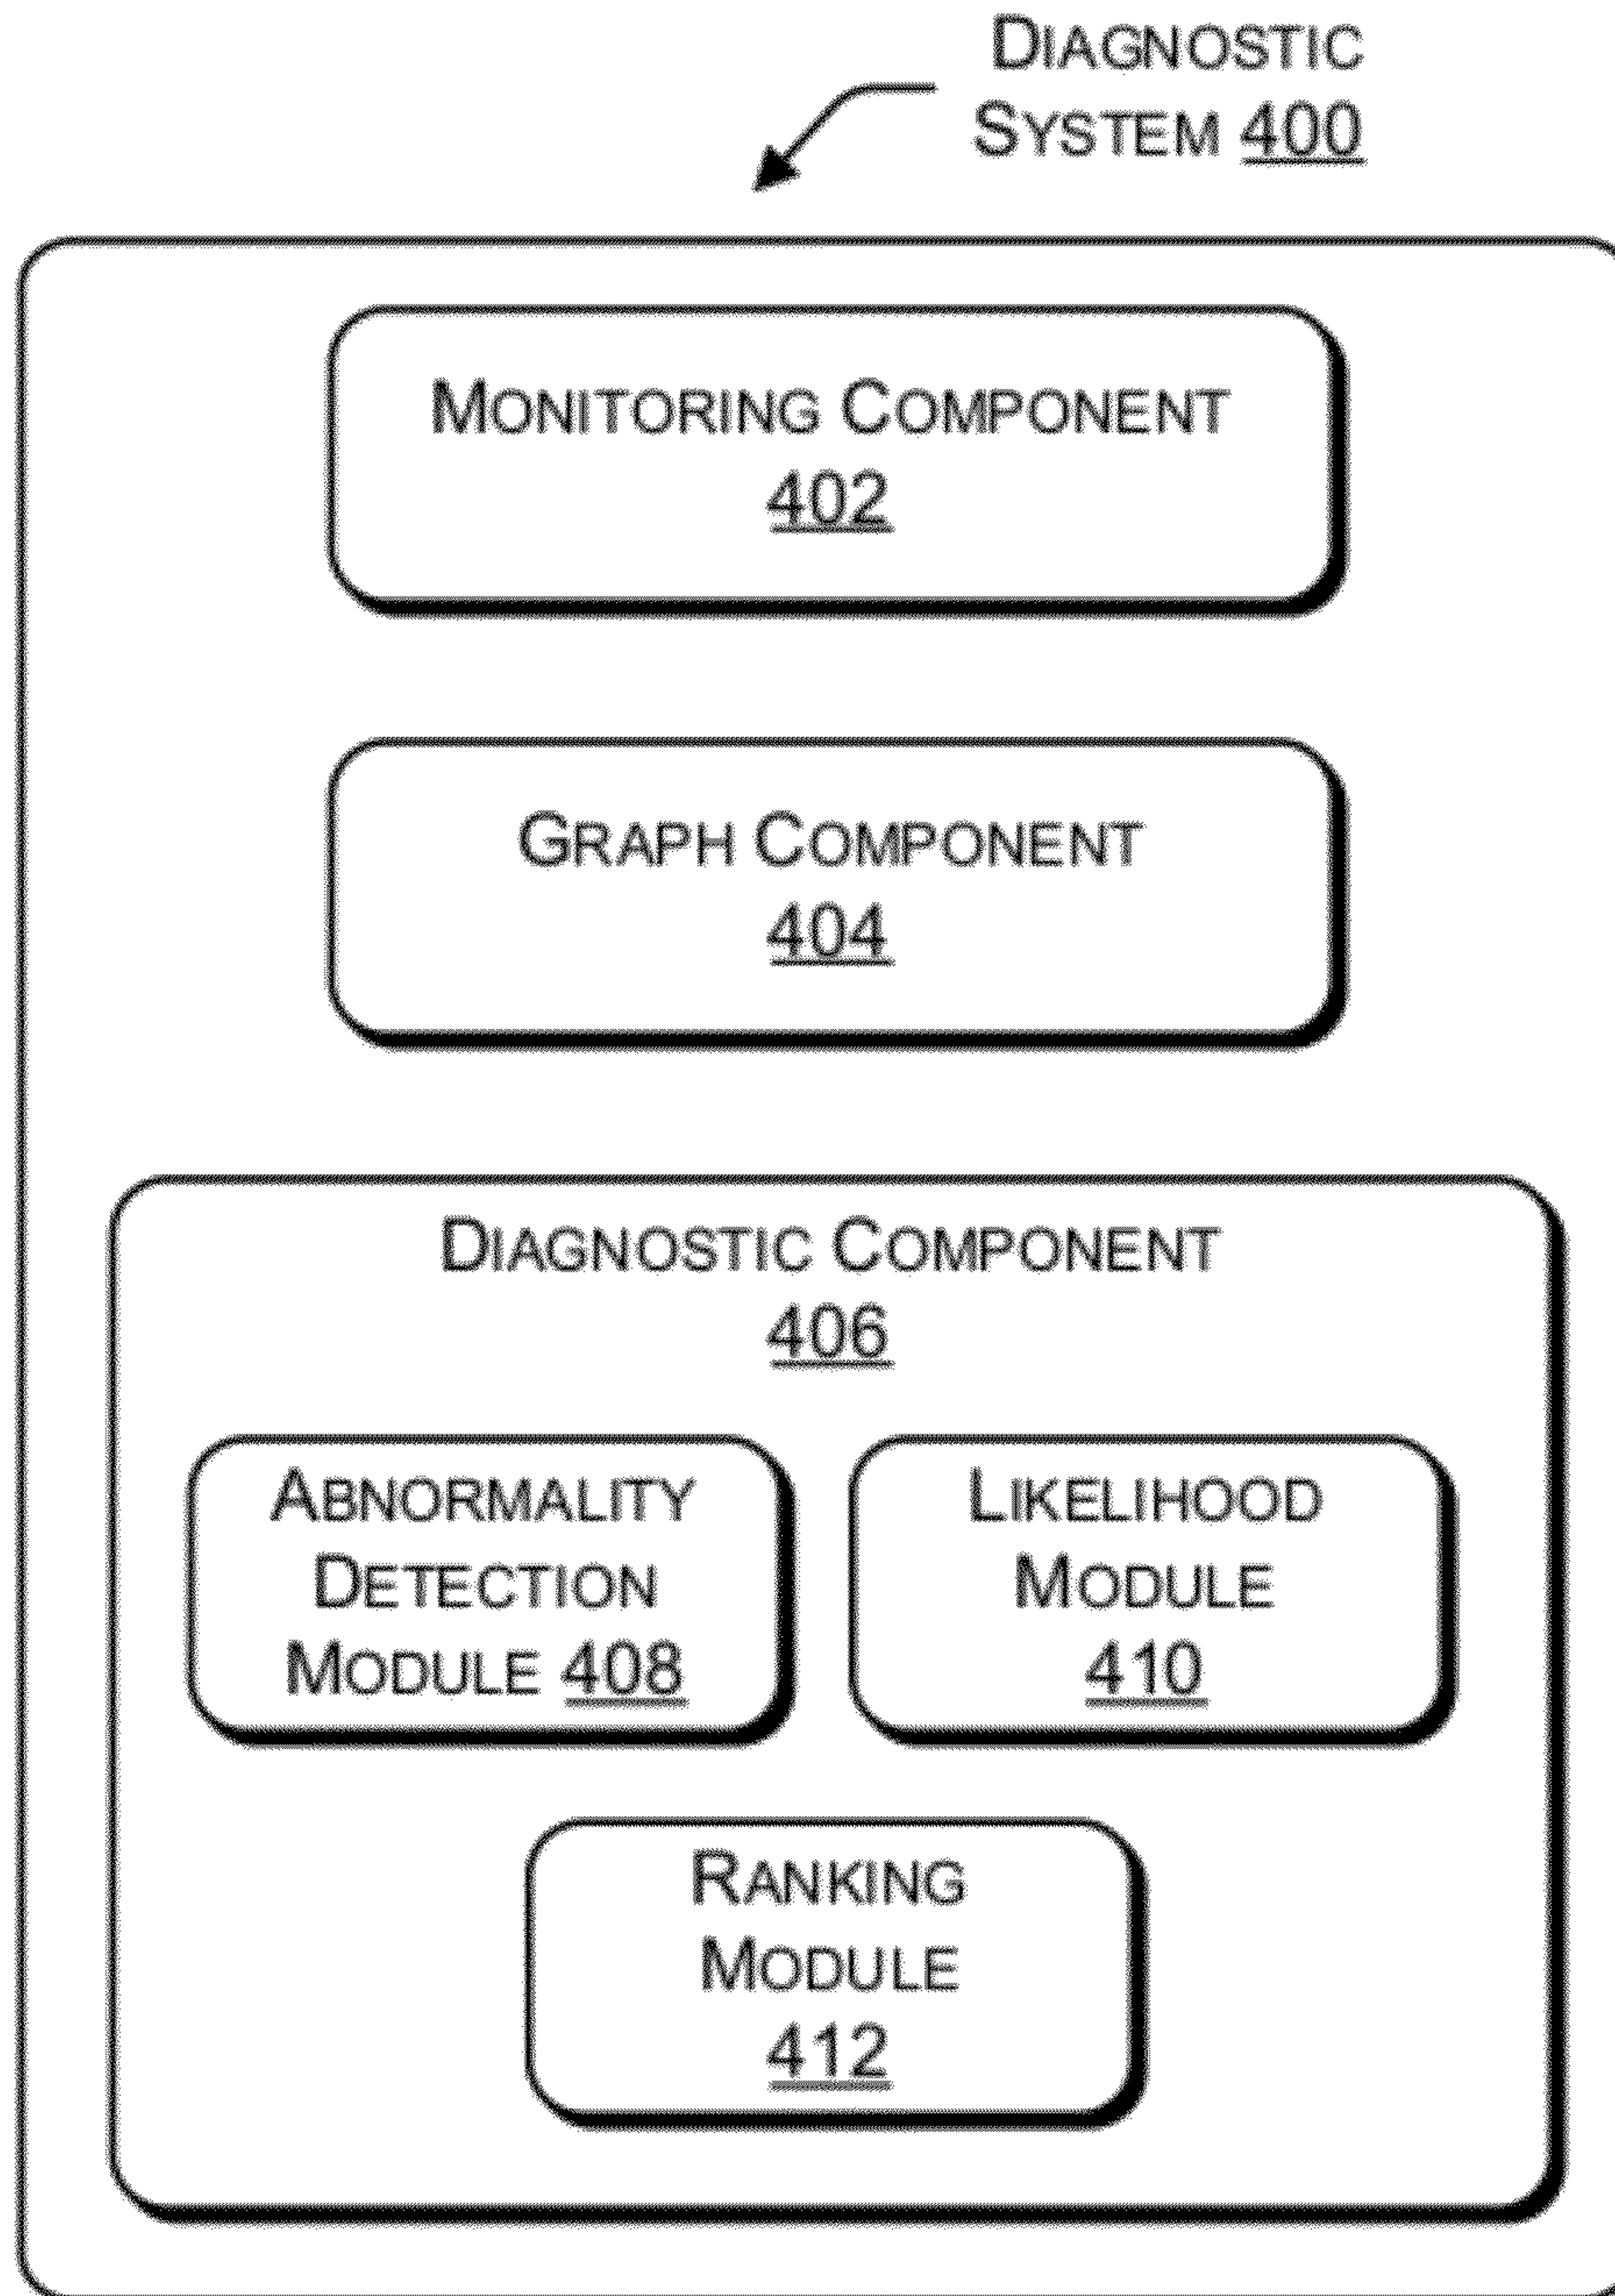 DIAGNOSTIC
SYSTEM 400
MONITORING COMPONENT
402
GRAPH COMPONENT
404
DIAGNOSTIC COMPONENT
406
ABNORMALITY
DETECTION
MODULE 408
LIKELIHOOD
MODULE
410
RANKING
MODULE
412